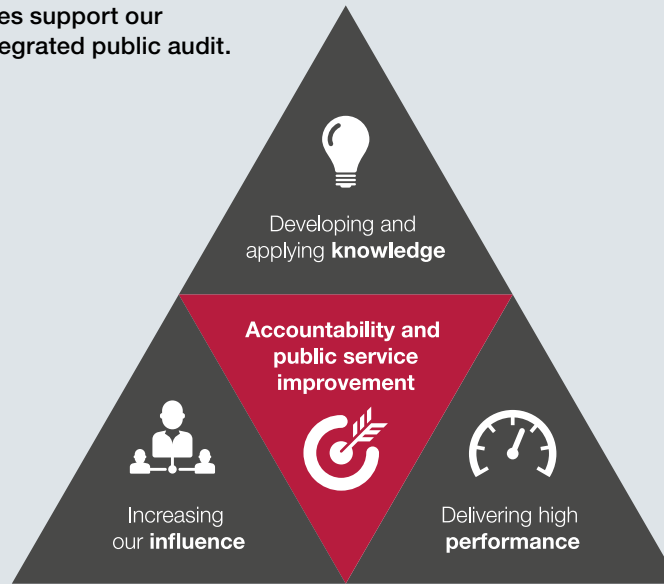 es support our
egrated public audit.
Developing and
applying knowledge
Accountability and
public service
improvement
Increasing
our influence
Delivering high
performance